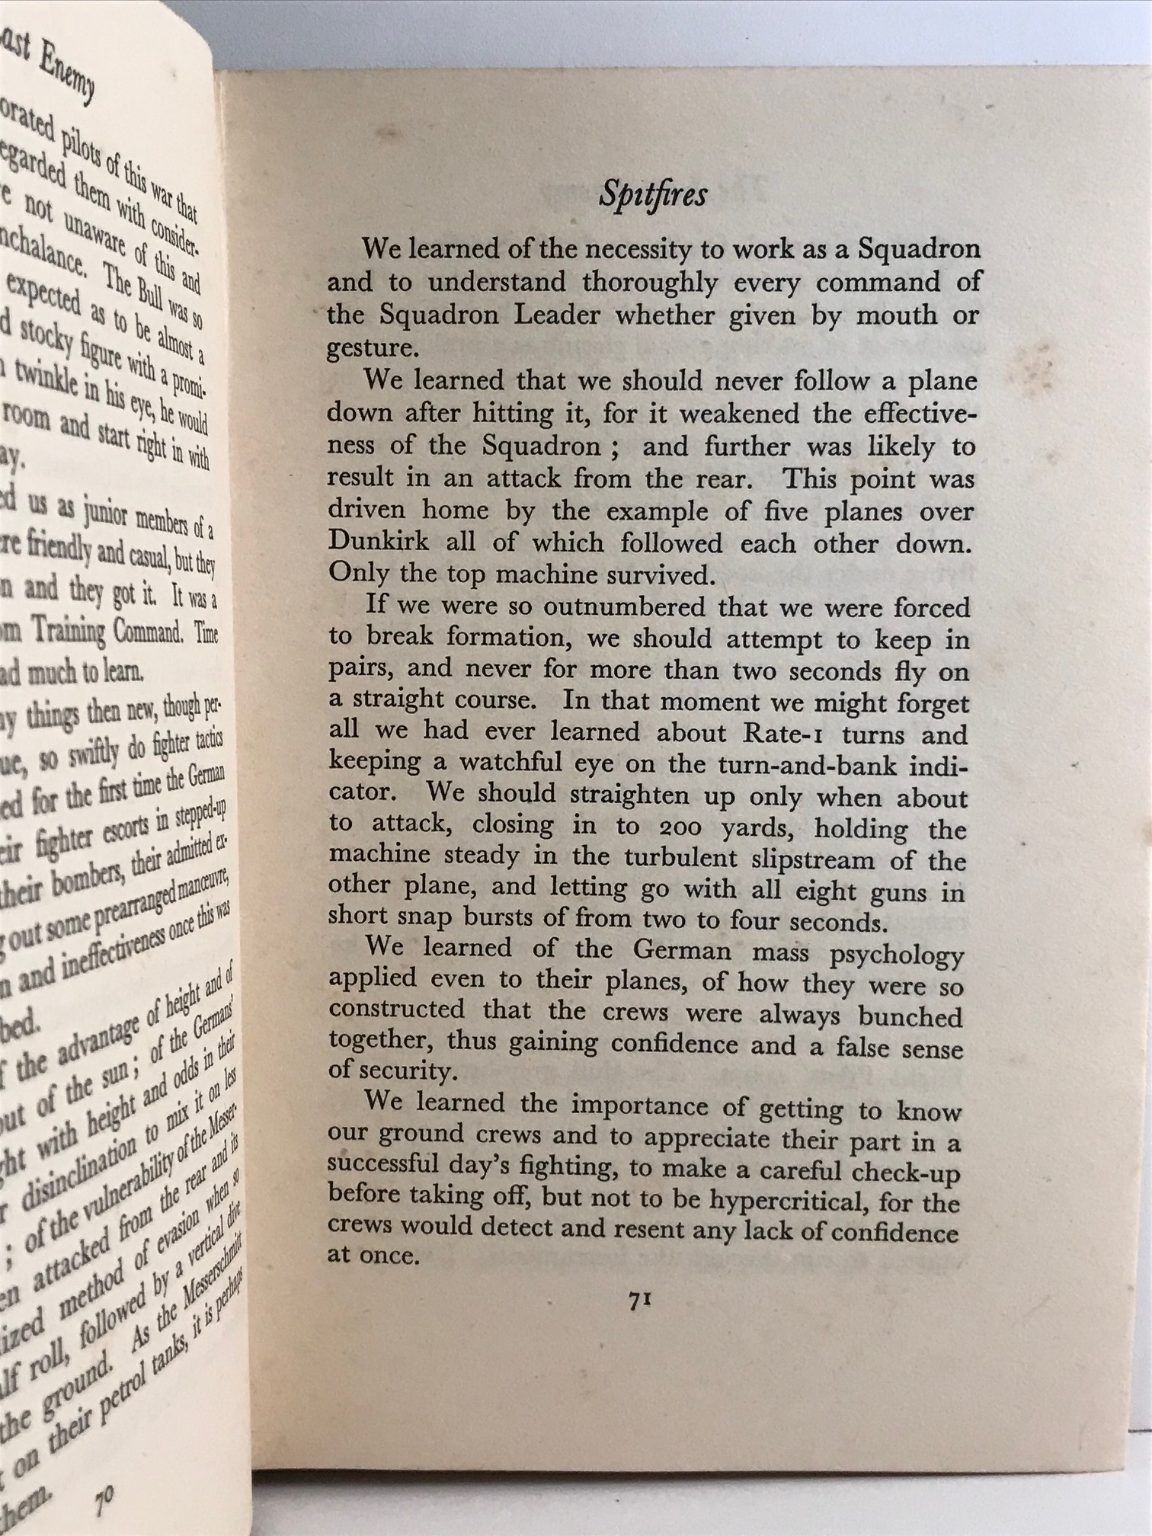 ast Enemy
orated pilots of this war that
egarded them with consider-
e not unaware of this and
nchalance. The Bull was so
expected as to be almost a
d stocky figure with a promi-
twinkle in his eye, he would
room and start right in with
ay.
ed us as junior members of a
re friendly and casual, but they
n and they got it. It was a
om Training Command. Time
ad much to learn.
ny things then new, though per-
ue, so swiftly do fighter tactics
ed for the first time the German
eir fighter escorts in stepped-up
their bombers, their admitted ex-
g out some prearranged manœuvre,
n and ineffectiveness once this was
bed.
f the advantage of height and of
out of the sun; of the Germans'
ght with height and odds in their
r disinclination to mix it on less
; of the vulnerability of the Messer-
en attacked from the rear and its
ized method of evasion when so
alf roll, followed by a vertical dive
the ground. As the Messerschmitt
t on their petrol tanks, it is perhaps
them.
70
Spitfires
We learned of the necessity to work as a Squadron
and to understand thoroughly every command of
the Squadron Leader whether given by mouth or
gesture.
We learned that we should never follow a plane
down after hitting it, for it weakened the effective-
ness of the Squadron ; and further was likely to
result in an attack from the rear. This point was
driven home by the example of five planes over
Dunkirk all of which followed each other down.
Only the top machine survived.
If we were so outnumbered that we were forced
to break formation, we should attempt to keep in
pairs, and never for more than two seconds fly on
a straight course. In that moment we might forget
all we had ever learned about Rate-1 turns and
keeping a watchful eye on the turn-and-bank indi-
cator. We should straighten up only when about
to attack, closing in to 200 yards, holding the
machine steady in the turbulent slipstream of the
other plane, and letting go with all eight guns in
short snap bursts of from two to four seconds.
We learned of the German mass psychology
applied even to their planes, of how they were so
constructed that the crews were always bunched
together, thus gaining confidence and a false sense
of security.
We learned the importance of getting to know
our ground crews and to appreciate their part in a
successful day's fighting, to make a careful check-up
before taking off, but not to be hypercritical, for the
crews would detect and resent any lack of confidence
at once.
71